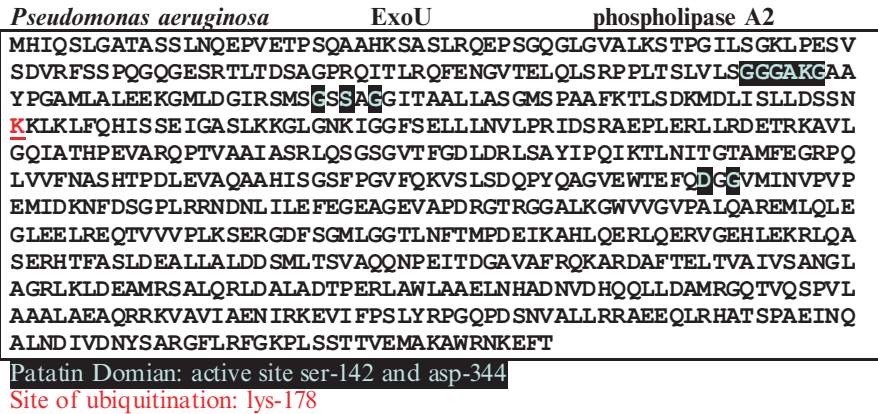 Pseudomonas aeruginosa ExoU phospholipase A2
MHIQSLGATASSLNQEPVETPSQAAHKSASLRQEPSGQGLGVALKSTPGILSGKLPESV
SDVRFSSPQGQGESRTLTDSAGPRQITLRQFENGVTELQLSRPPLTSLVLSGGGAKGAA
YPGAMLALEEKGMLDGIRSMSGSSAGGITAALLASGMSPAAFKTLSDKMDLISLLDSSN
KKLKLFQHISSEIGASLKKGLGNKIGGFSELLLNVLPRIDSRAEPLERLLRDETRKAVL
GQIATHPEVARQPTVAAIASRLQSGSGVTFGDLDRLSAYIPQIKTLNITGTAMFEGRPQ
LVVFNASHTPDLEVAQAAHISGSFPGVFQKVSLSDQPYQAGVEWTEFQDGGVMINVPVP
EMIDKNFDSGPLRRNDNLILEFEGEAGEVAPDRGTRGGALKGWVVGVPALQAREMLQLE
GLEELREQTVVVPLKSERGDFSGMLGGTLNFTMPDEIKAHLQERLQERVGEHLEKRLQA
SERHTFASLDEALLALDDSMLTSVAQQNPEITDGAVAFRQKARDAFTELTVAIVSANGL
AGRLKLDEAMRSALQRLDALADTPERLAWLAAELNHADNVDHQQLLDAMRGQTVQSPVL
AAALAEAQRRKVAVIAENIRKEVIFPSLYRPGQPDSNVALLRRAEEQLRHATSPAEINQ
ALNDIVDNYSARGFLRFGKPLSSTTVEMAKAWRNKEFT
Patatin Domian: active site ser-142 and asp-344
Site of ubiquitination: lys-178